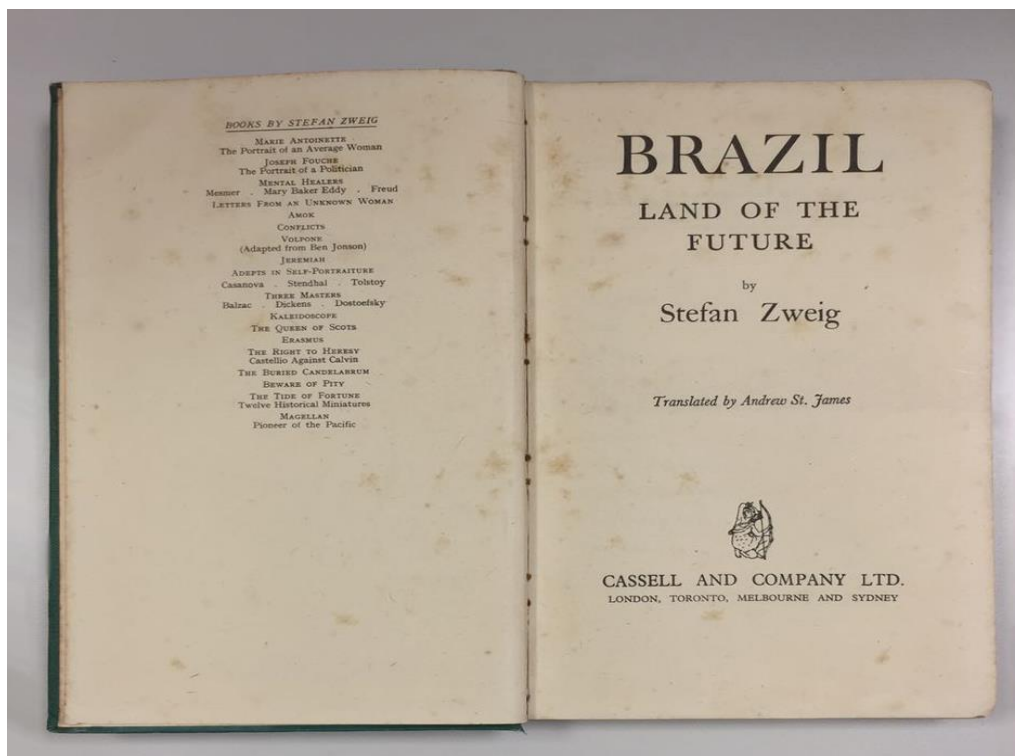 BOOKS BY STEFAN ZWEIG
MARIE ANTOINETTE
The Portrait of an Average Woman
JOSEPH FOUCHE
The Portrait of a Politician
MENTAL HEALERS
Mesmer . Mary Baker Eddy . Freud
LETTERS FROM AN UNKNOWN WOMAN
AMOK
CONFLICTS
VOLPONE
(Adapted from Ben Jonson)
JEREMIAH
ADEPTS IN SELF-PORTRAITURE
Casanova . Stendhal . Tolstoy
THREE MASTERS
Balzac . Dickens . Dostoefsky
KALEIDOSCOPE
THE QUEEN OF SCOTS
ERASMUS
THE RIGHT TO HERESY
Castellio Against Calvin
THE BURIED CANDELABRUM
BEWARE OF PITY
THE TIDE OF FORTUNE
Twelve Historical Miniatures
MAGELLAN
Pioneer of the Pacific
BRAZIL
LAND OF THE
FUTURE
by
Stefan Zweig
Translated by Andrew St. James
CASSELL AND COMPANY LTD.
LONDON, TORONTO, MELBOURNE AND SYDNEY